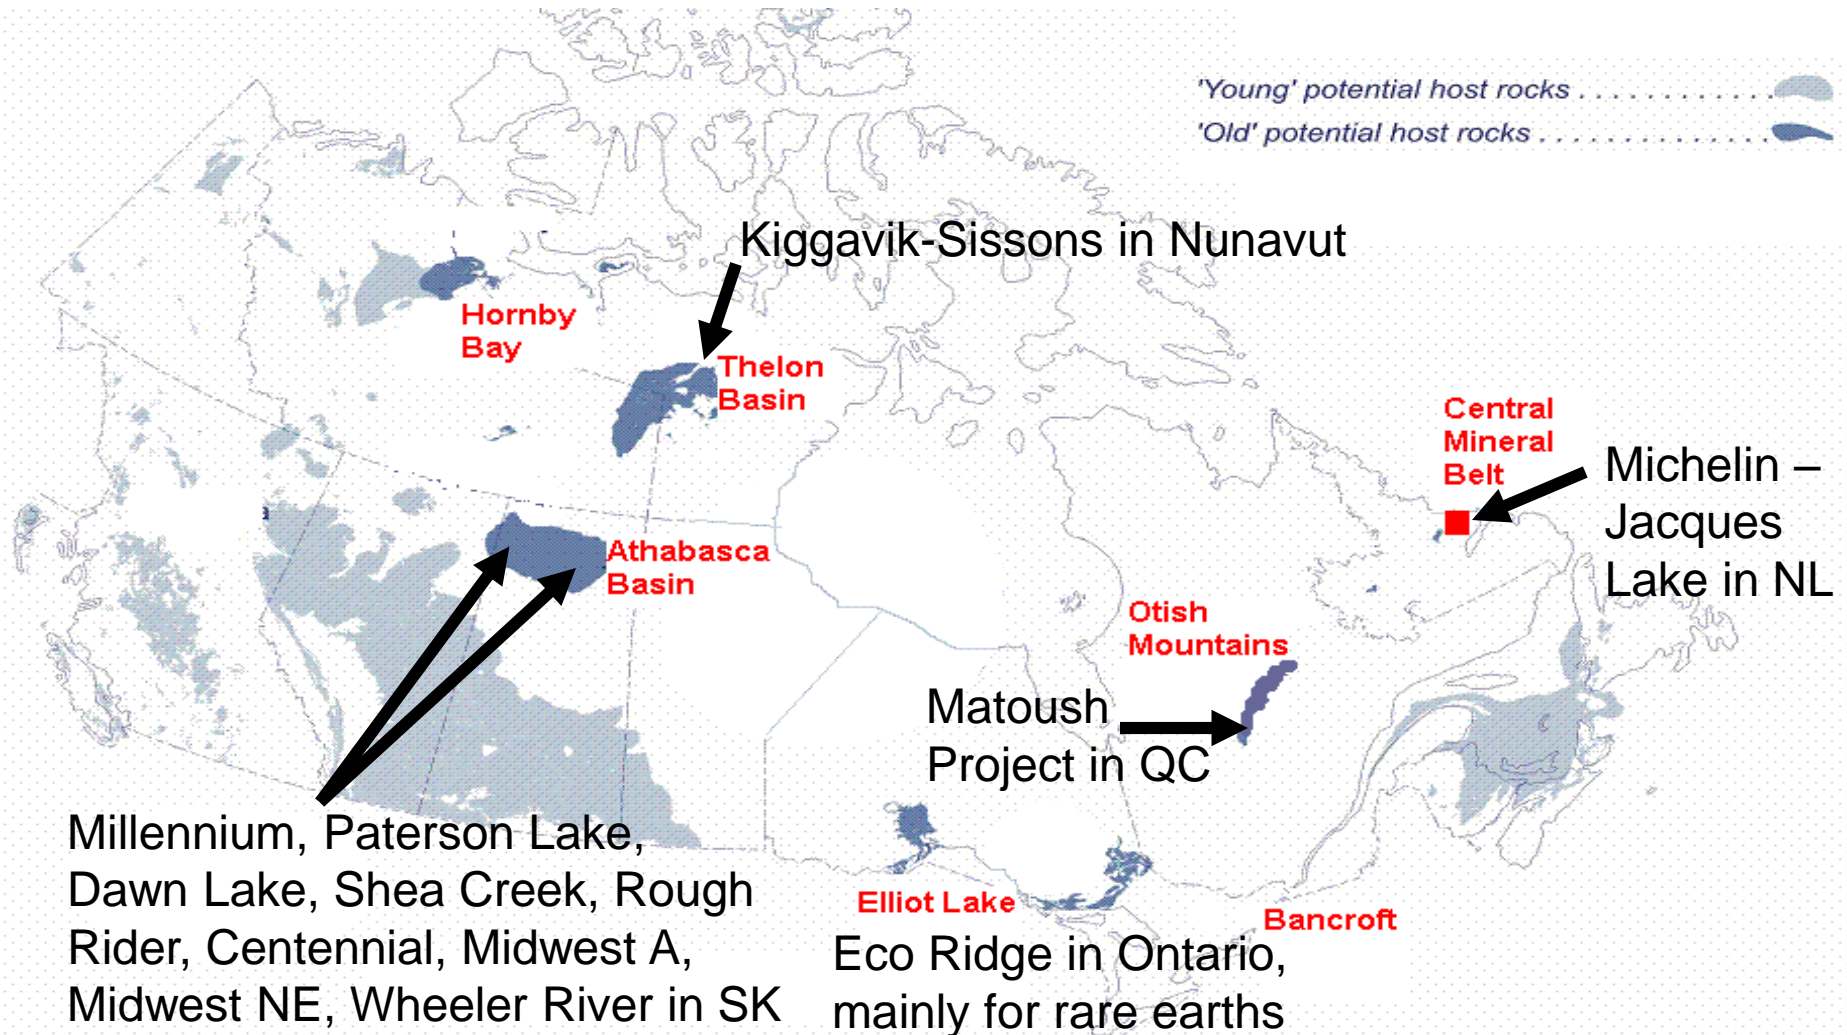 'Young' potential host rocks . . . . . . . . . . . .
'Old' potential host rocks . . . . . . . . . . . . . .
Kiggavik-Sissons in Nunavut
Hornby
Bay
Thelon
Basin
Central
Mineral
Belt
Michelin –
Jacques
Lake in NL
Athabasca
Basin
Otish
Mountains
Matoush
Project in QC
Millennium, Paterson Lake,
Dawn Lake, Shea Creek, Rough
Rider, Centennial, Midwest A,
Midwest NE, Wheeler River in SK
Elliot Lake
Bancroft
Eco Ridge in Ontario,
mainly for rare earths